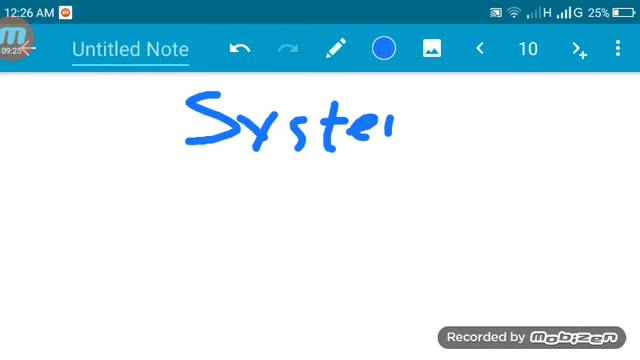 12:26 AM H G 25%
09:25 Untitled Note 10
Syste
Recorded by mobizen